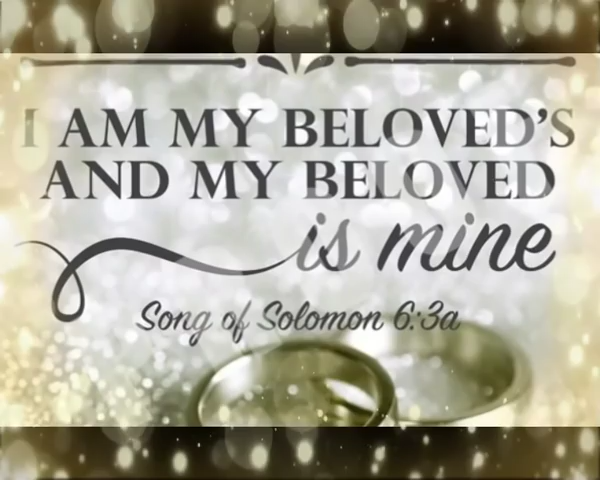 I AM MY BELOVED'S
AND MY BELOVED
is mine
Song of Solomon 6:3a